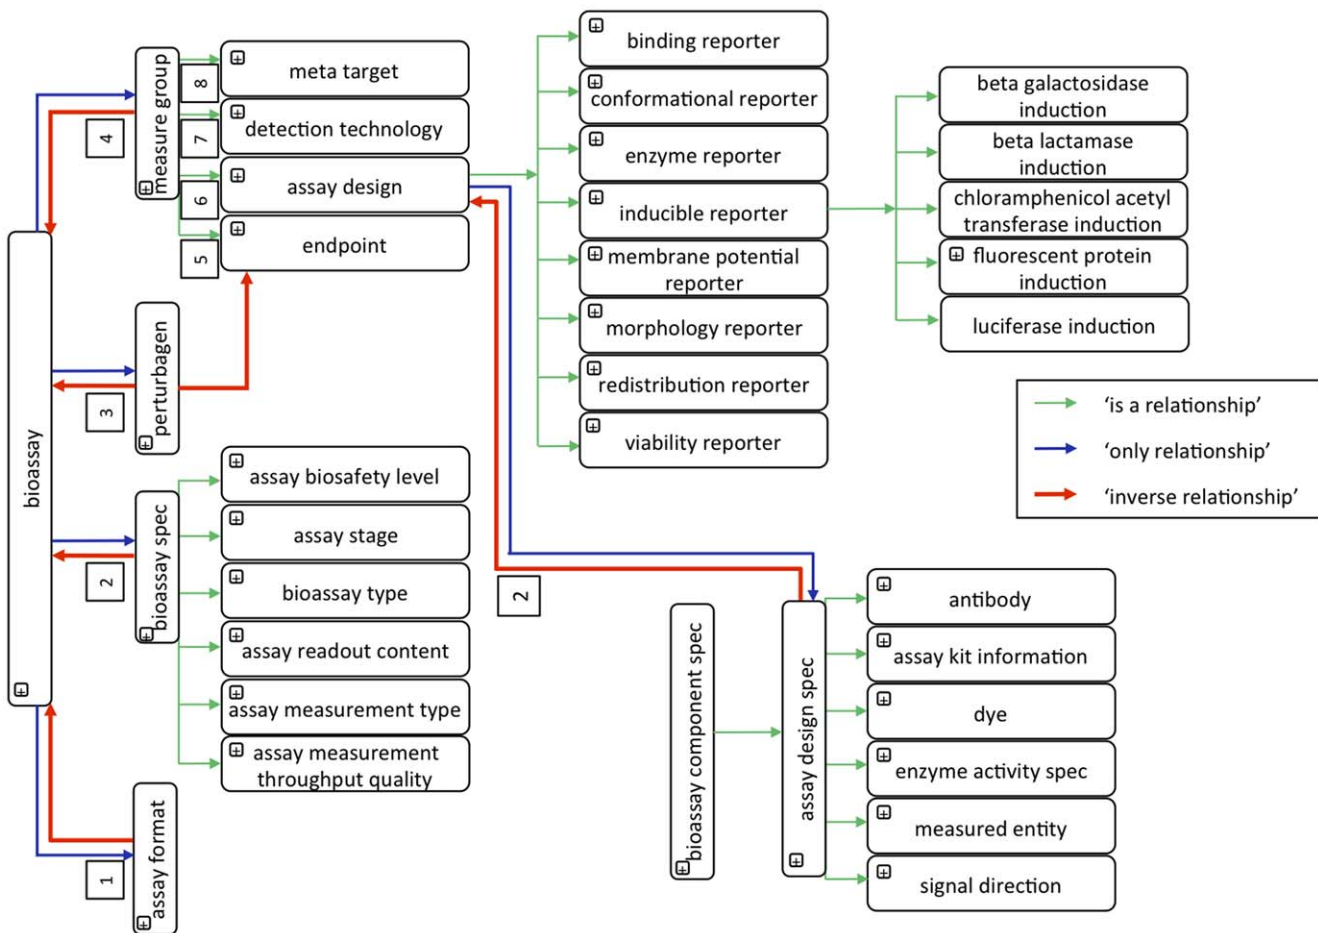 bioassay
measure group
4
perturbagen
3
bioassay spec
2
assay format
1
8
7
6
5
meta target
detection technology
assay design
endpoint
assay biosafety level
assay stage
bioassay type
assay readout content
assay measurement type
assay measurement
throughput quality
binding reporter
conformational reporter
enzyme reporter
inducible reporter
membrane potential
reporter
morphology reporter
redistribution reporter
viability reporter
beta galactosidase
induction
beta lactamase
induction
chloramphenicol acetyl
transferase induction
fluorescent protein
induction
luciferase induction
'is a relationship'
'only relationship'
'inverse relationship'
2
bioassay component spec
assay design spec
antibody
assay kit information
dye
enzyme activity spec
measured entity
signal direction